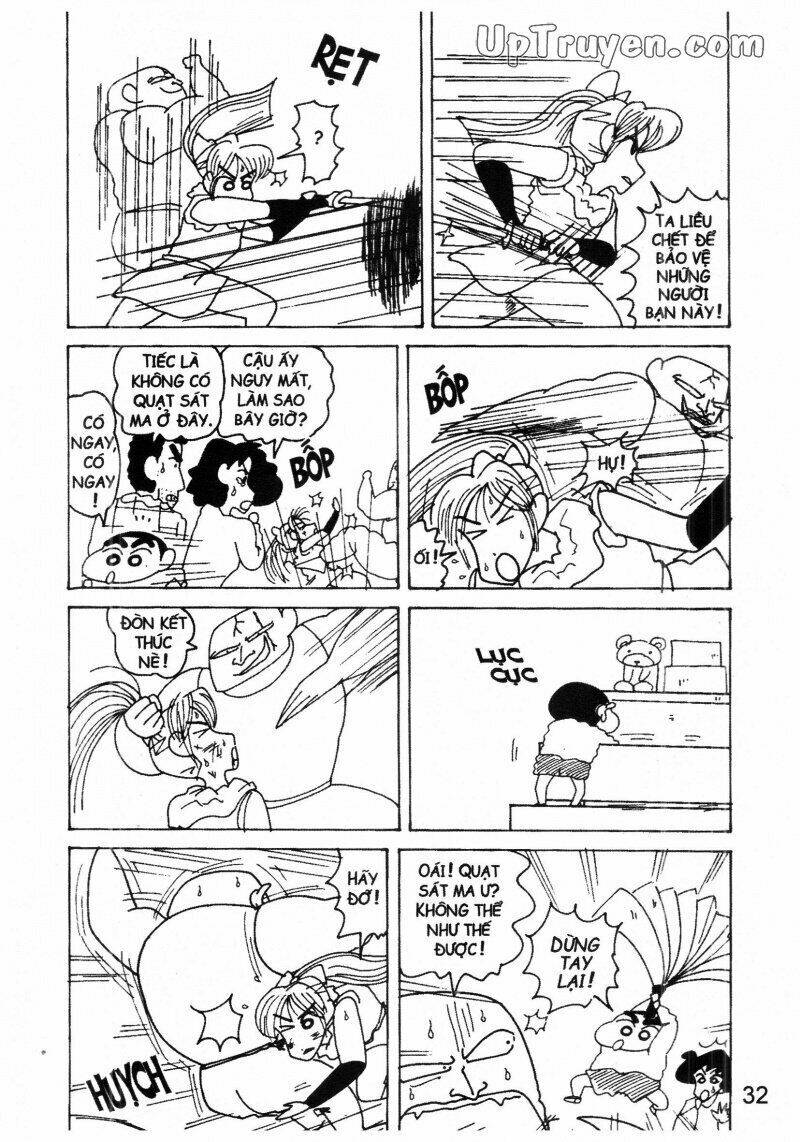 UpTruyen.com
RẸT
?
TA LIỀU
CHẾT ĐỂ
BẢO VỆ
NHỮNG
NGƯỜI
BẠN NÀY!
TIẾC LÀ
KHÔNG CÓ
QUẠT SÁT
MA Ở ĐÂY.
CẬU ẤY
NGUY MẤT,
LÀM SAO
BÂY GIỜ?
CÓ
NGAY,
CÓ
NGAY
!
BỐP
BỐP
HỰ!
ỐI!
ĐÒN KẾT
THÚC
NÈ!
LỤC
CỤC
HÃY
ĐỠ!
HUỴCH
OÁI! QUẠT
SÁT MA Ư?
KHÔNG THỂ
NHƯ THẾ
ĐƯỢC!
DỪNG
TAY
LẠI!
32